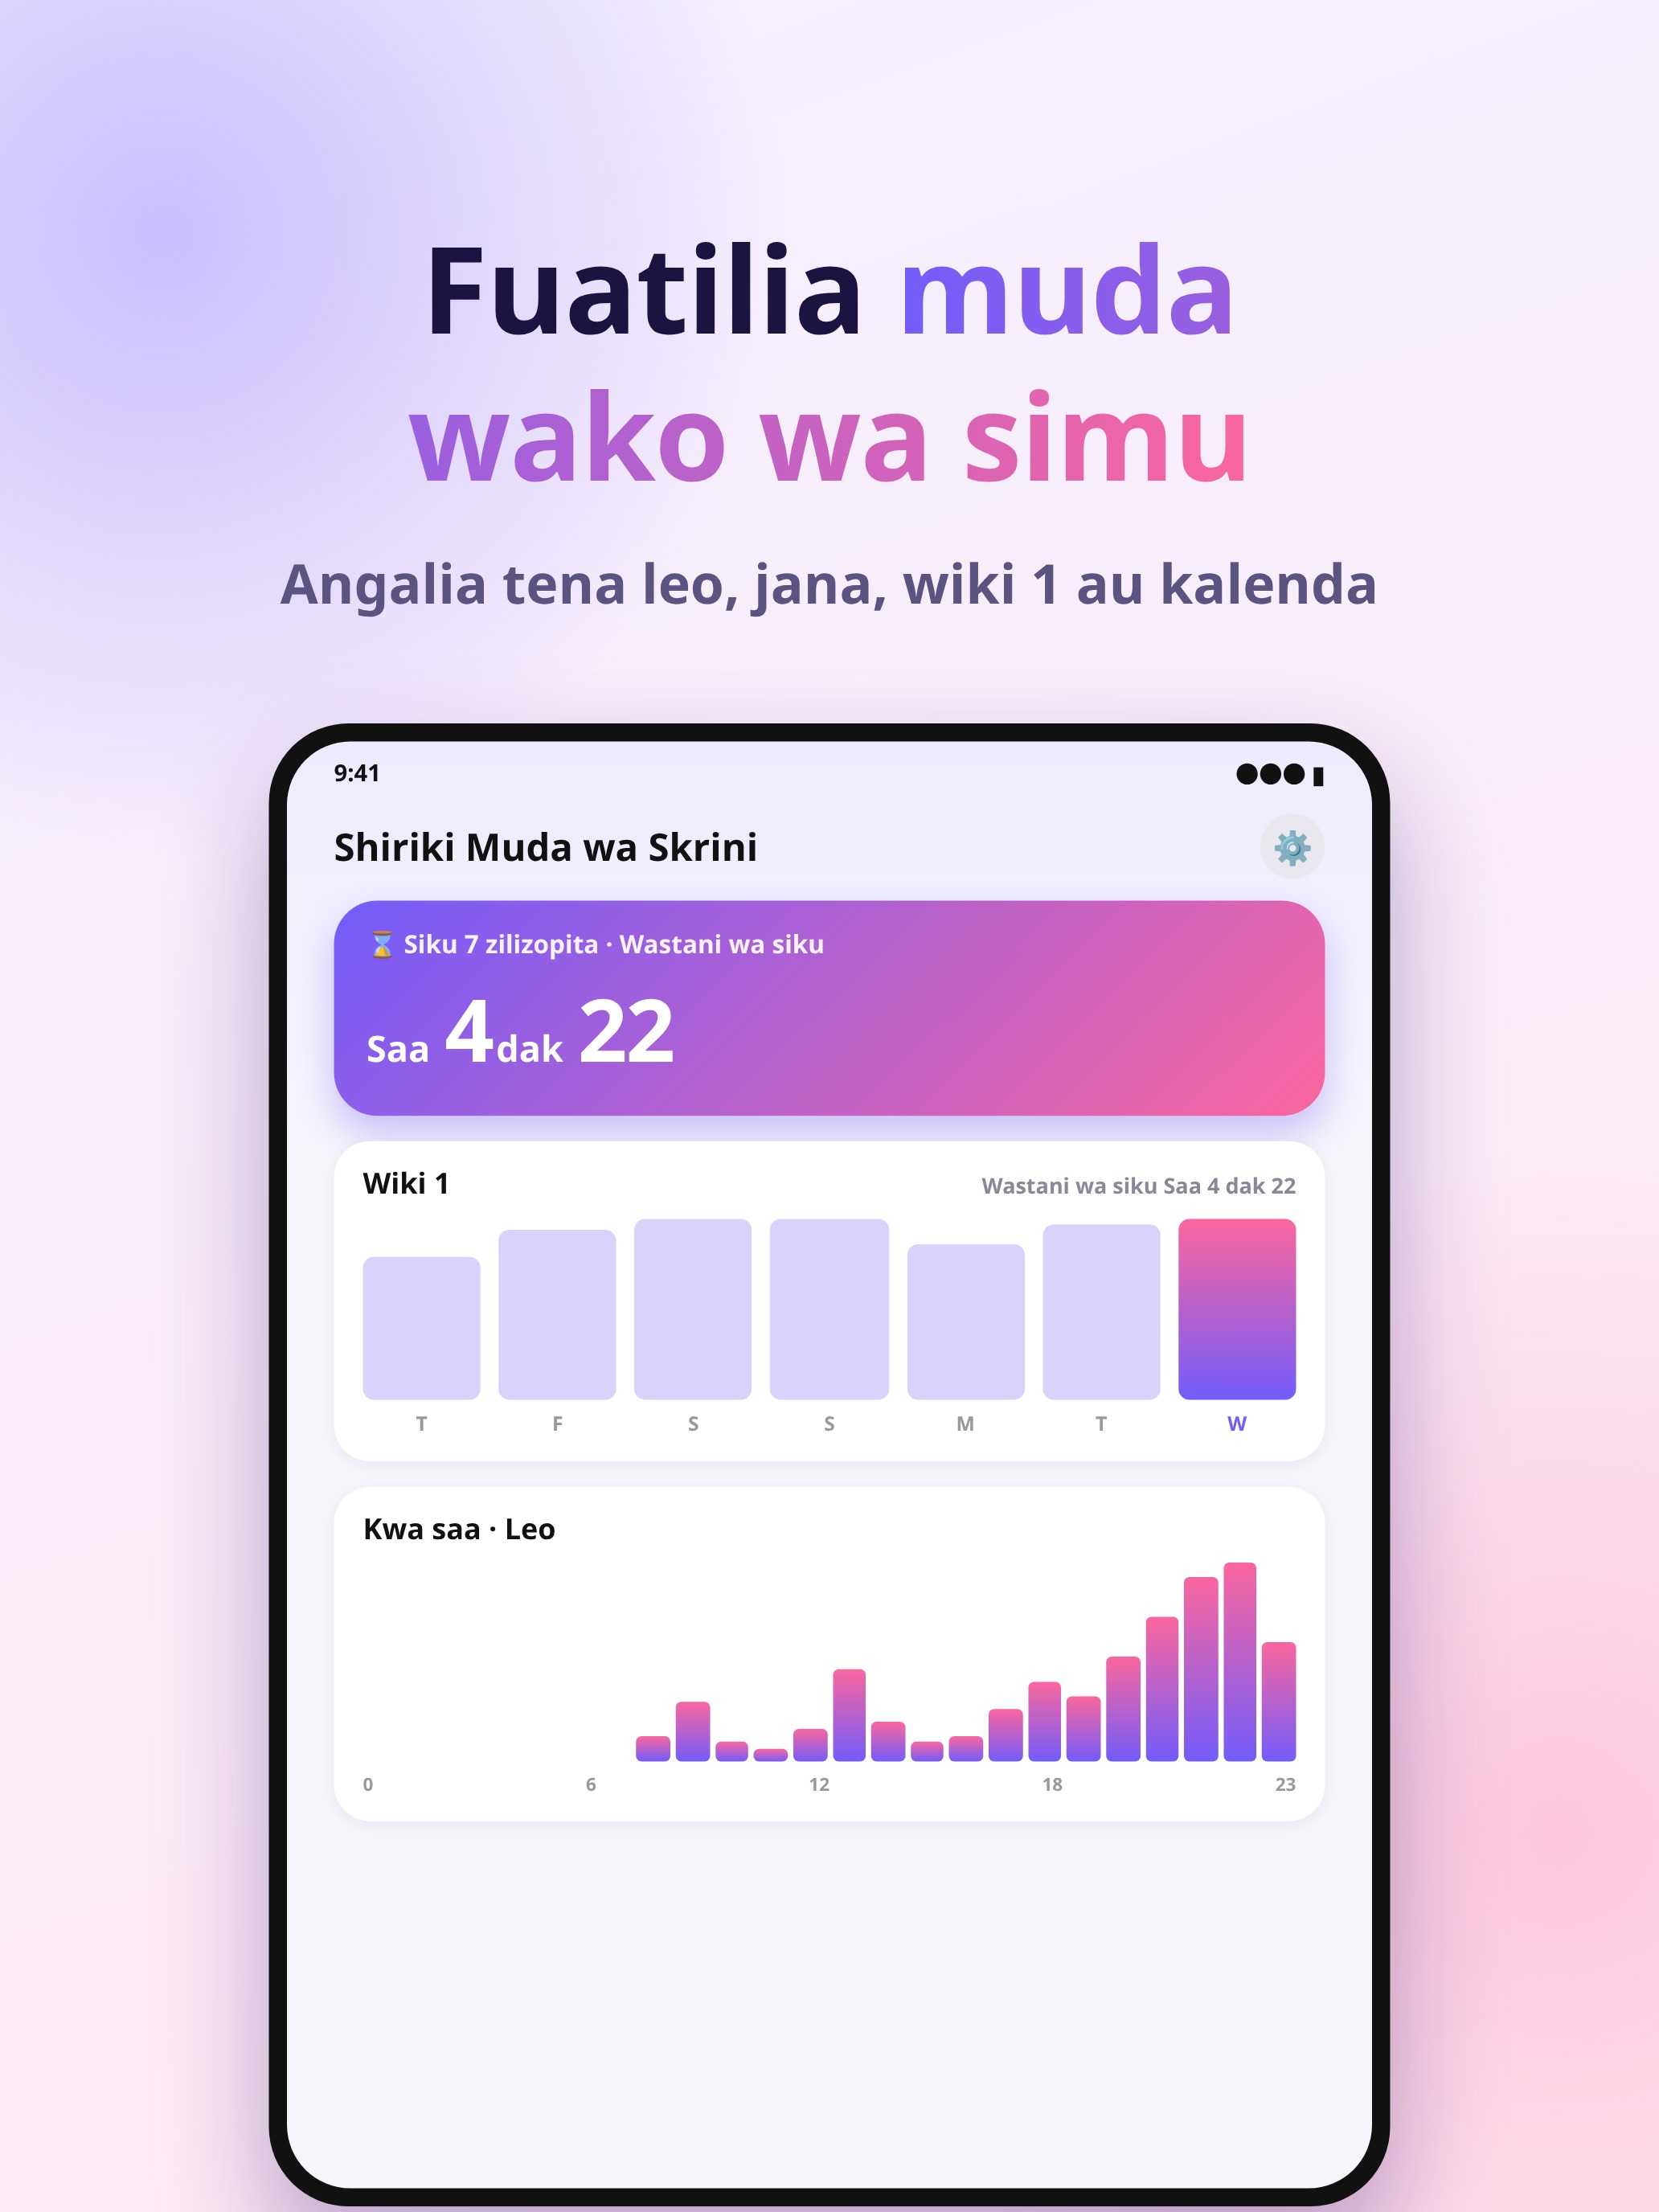 Fuatilia muda
wako wa simu
Angalia tena leo, jana, wiki 1 au kalenda
9:41
Shiriki Muda wa Skrini
⌛ Siku 7 zilizopita · Wastani wa siku
Saa 4 dak 22
Wiki 1
Wastani wa siku Saa 4 dak 22
T F S S M T W
Kwa saa · Leo
0 6 12 18 23